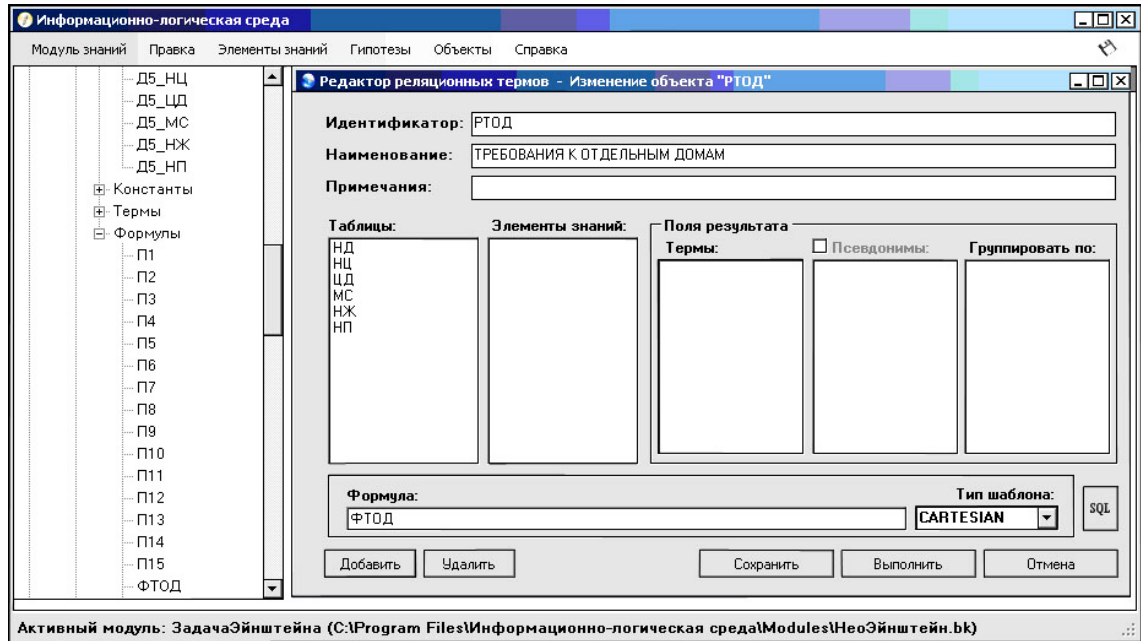 Информационно-логическая среда
Модуль знаний Правка Элементы знаний Гипотезы Объекты Справка
Д5_НЦ
Д5_ЦД
Д5_МС
Д5_НЖ
Д5_НП
Константы
Термы
Формулы
П1
П2
П3
П4
П5
П6
П7
П8
П9
П10
П11
П12
П13
П14
П15
ФТОД
Редактор реляционных термов - Изменение объекта "РТОД"
Идентификатор: РТОД
Наименование: ТРЕБОВАНИЯ К ОТДЕЛЬНЫМ ДОМАМ
Примечания:
Таблицы: Элементы знаний: Поля результата
Термы: Псевдонимы: Группировать по:
НД
НЦ
ЦД
МС
НЖ
НП
Формула: Тип шаблона:
ФТОД CARTESIAN SQL
Добавить Удалить Сохранить Выполнить Отмена
Активный модуль: ЗадачаЭйнштейна (C:\Program Files\Информационно-логическая среда\Modules\НеоЭйнштейн.bk)